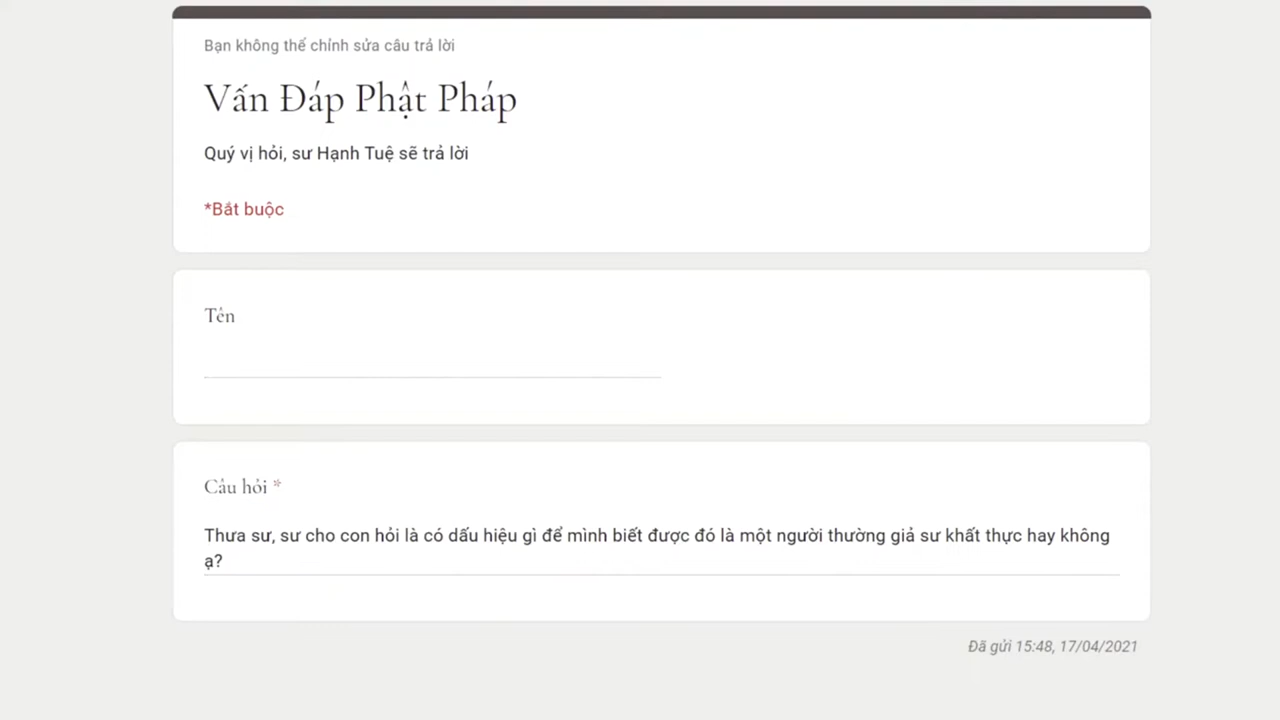 Bạn không thể chỉnh sửa câu trả lời
Vấn Đáp Phật Pháp
Quý vị hỏi, sư Hạnh Tuệ sẽ trả lời
*Bắt buộc
Tên
Câu hỏi *
Thưa sư, sư cho con hỏi là có dấu hiệu gì để mình biết được đó là một người thường giả sư khất thực hay không
ạ?
Đã gửi 15:48, 17/04/2021